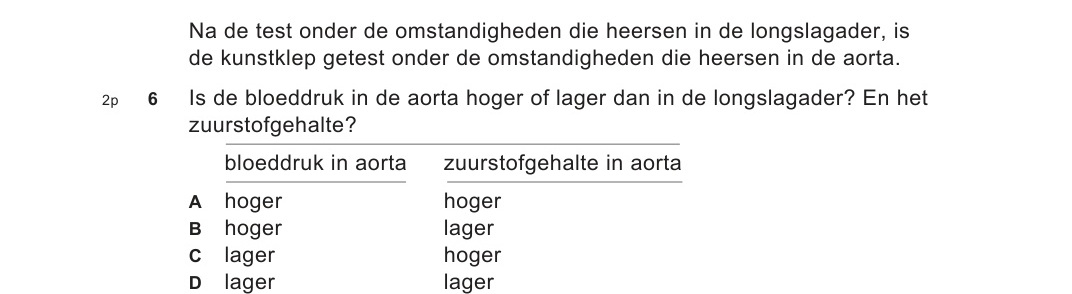 Na de test onder de omstandigheden die heersen in de longslagader, is
de kunstklep getest onder de omstandigheden die heersen in de aorta.
2p 6 Is de bloeddruk in de aorta hoger of lager dan in de longslagader? En het
zuurstofgehalte?
bloeddruk in aorta zuurstofgehalte in aorta
A hoger hoger
B hoger lager
C lager hoger
D lager lager